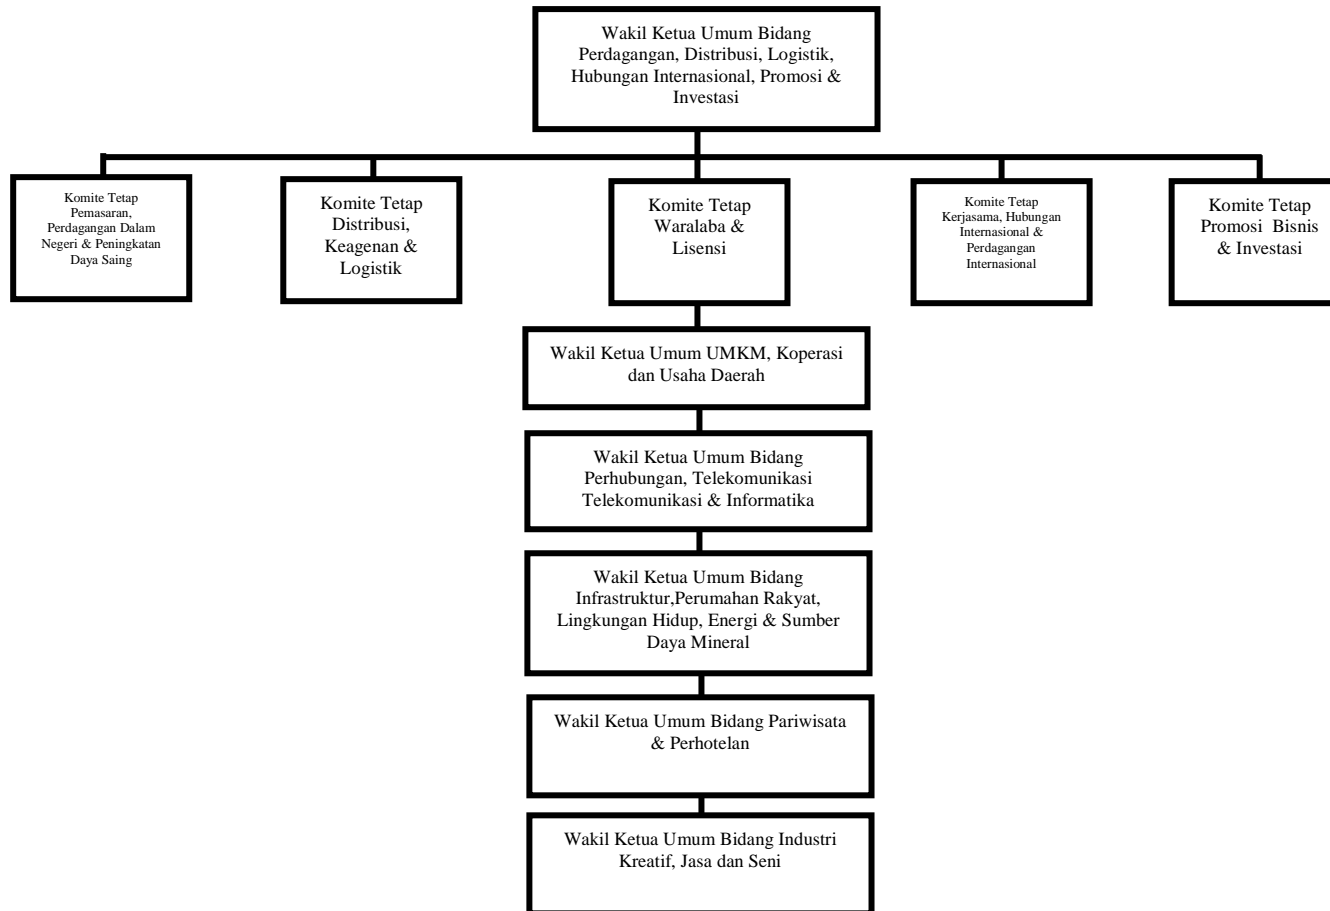 Wakil Ketua Umum Bidang
Perdagangan, Distribusi, Logistik,
Hubungan Internasional, Promosi &
Investasi
Komite Tetap
Pemasaran,
Perdagangan Dalam
Negeri & Peningkatan
Daya Saing
Komite Tetap
Distribusi,
Keagenan &
Logistik
Komite Tetap
Waralaba &
Lisensi
Komite Tetap
Kerjasama, Hubungan
Internasional &
Perdagangan
Internasional
Komite Tetap
Promosi Bisnis
& Investasi
Wakil Ketua Umum UMKM, Koperasi
dan Usaha Daerah
Wakil Ketua Umum Bidang
Perhubungan, Telekomunikasi
Telekomunikasi & Informatika
Wakil Ketua Umum Bidang
Infrastruktur,Perumahan Rakyat,
Lingkungan Hidup, Energi & Sumber
Daya Mineral
Wakil Ketua Umum Bidang Pariwisata
& Perhotelan
Wakil Ketua Umum Bidang Industri
Kreatif, Jasa dan Seni